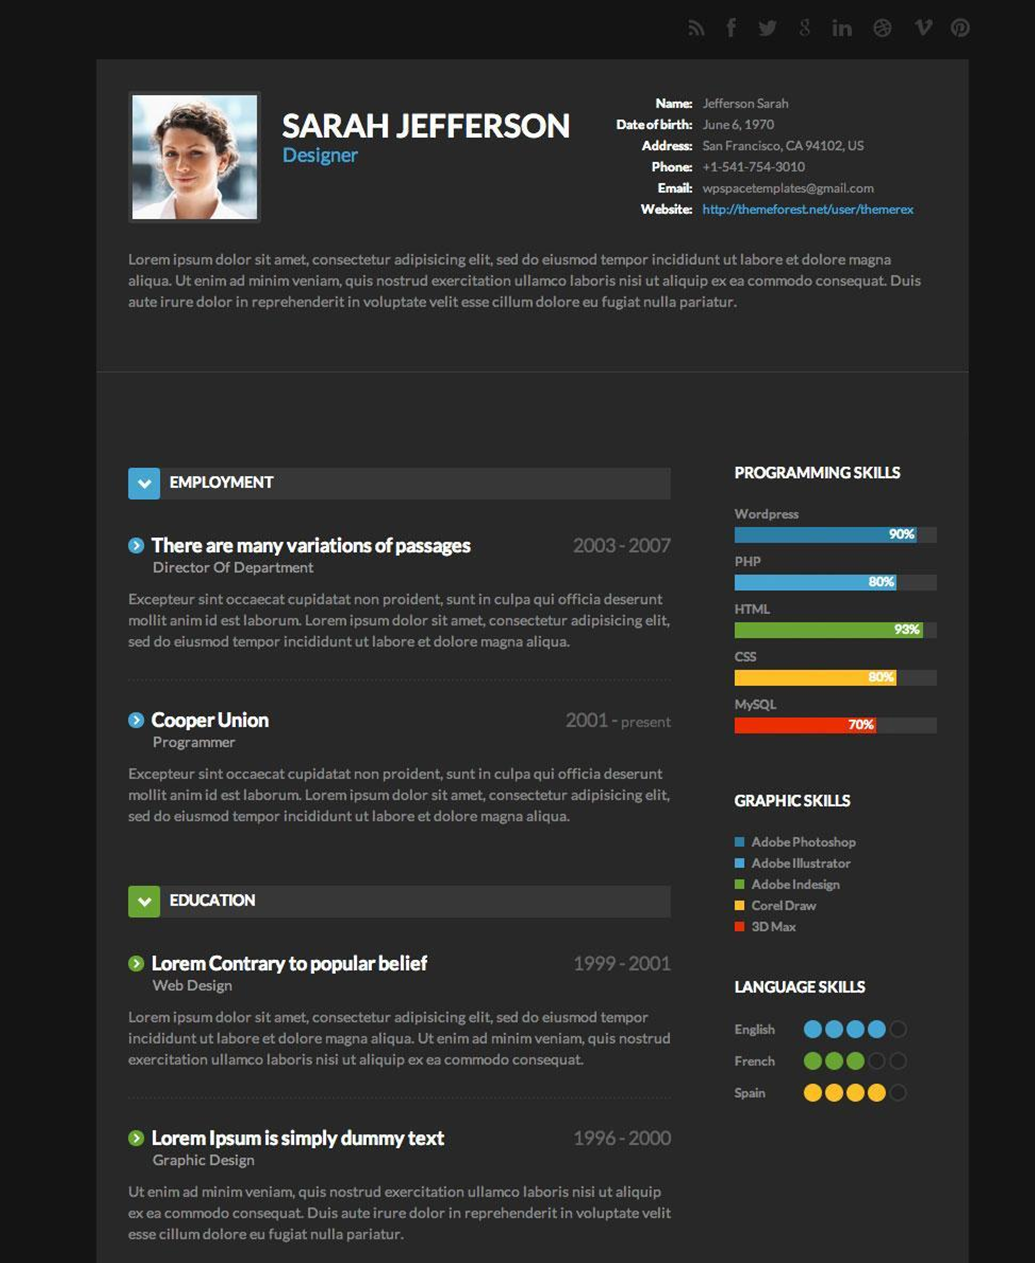 SARAH JEFFERSON
Designer
Name: Jefferson Sarah
Date of birth: June 6, 1970
Address: San Francisco, CA 94102, US
Phone: +1-541-754-3010
Email: wpspacetemplates@gmail.com
Website: http://themeforest.net/user/themerex
Lorem ipsum dolor sit amet, consectetur adipisicing elit, sed do eiusmod tempor incididunt ut labore et dolore magna
aliqua. Ut enim ad minim veniam, quis nostrud exercitation ullamco laboris nisi ut aliquip ex ea commodo consequat. Duis
aute irure dolor in reprehenderit in voluptate velit esse cillum dolore eu fugiat nulla pariatur.
EMPLOYMENT
There are many variations of passages 2003 - 2007
Director Of Department
Excepteur sint occaecat cupidatat non proident, sunt in culpa qui officia deserunt
mollit anim id est laborum. Lorem ipsum dolor sit amet, consectetur adipisicing elit,
sed do eiusmod tempor incididunt ut labore et dolore magna aliqua.
Cooper Union 2001 - present
Programmer
Excepteur sint occaecat cupidatat non proident, sunt in culpa qui officia deserunt
mollit anim id est laborum. Lorem ipsum dolor sit amet, consectetur adipisicing elit,
sed do eiusmod tempor incididunt ut labore et dolore magna aliqua.
EDUCATION
Lorem Contrary to popular belief 1999 - 2001
Web Design
Lorem ipsum dolor sit amet, consectetur adipisicing elit, sed do eiusmod tempor
incididunt ut labore et dolore magna aliqua. Ut enim ad minim veniam, quis nostrud
exercitation ullamco laboris nisi ut aliquip ex ea commodo consequat.
Lorem Ipsum is simply dummy text 1996 - 2000
Graphic Design
Ut enim ad minim veniam, quis nostrud exercitation ullamco laboris nisi ut aliquip
ex ea commodo consequat. Duis aute irure dolor in reprehenderit in voluptate velit
esse cillum dolore eu fugiat nulla pariatur.
PROGRAMMING SKILLS
Wordpress
90%
PHP
80%
HTML
93%
CSS
80%
MySQL
70%
GRAPHIC SKILLS
Adobe Photoshop
Adobe Illustrator
Adobe Indesign
Corel Draw
3D Max
LANGUAGE SKILLS
English
French
Spain